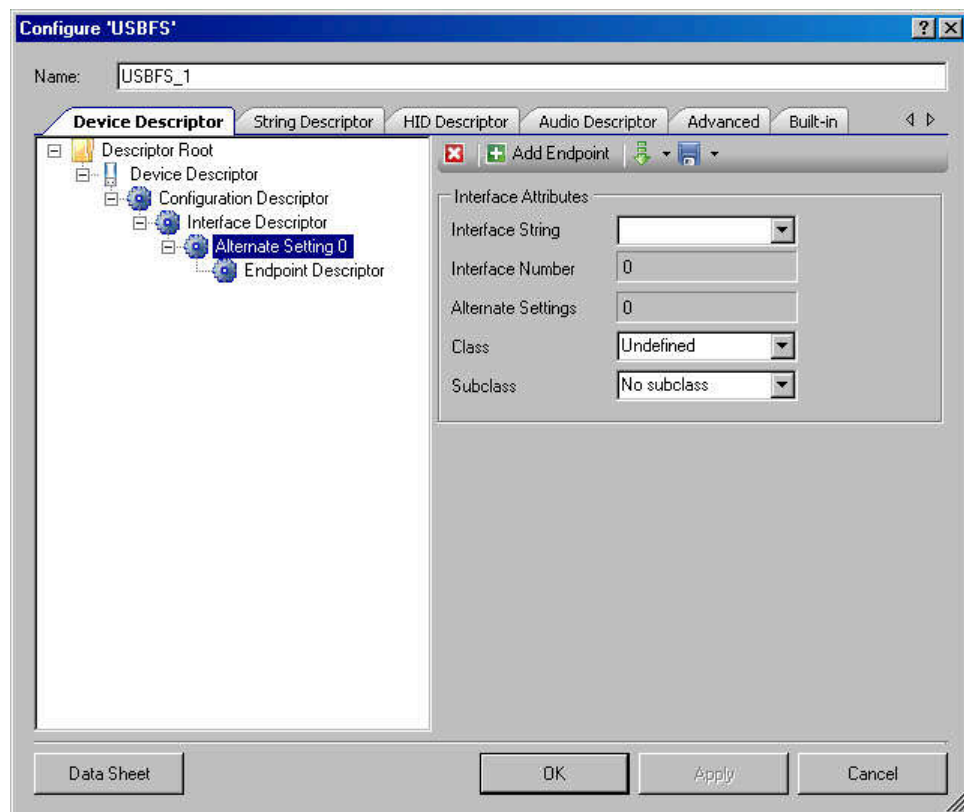 Configure 'USBFS'
Name: USBFS_1
Device Descriptor String Descriptor HID Descriptor Audio Descriptor Advanced Built-in
Descriptor Root
Device Descriptor
Configuration Descriptor
Interface Descriptor
Alternate Setting 0
Endpoint Descriptor
Add Endpoint
Interface Attributes
Interface String
Interface Number 0
Alternate Settings 0
Class Undefined
Subclass No subclass
Data Sheet OK Apply Cancel